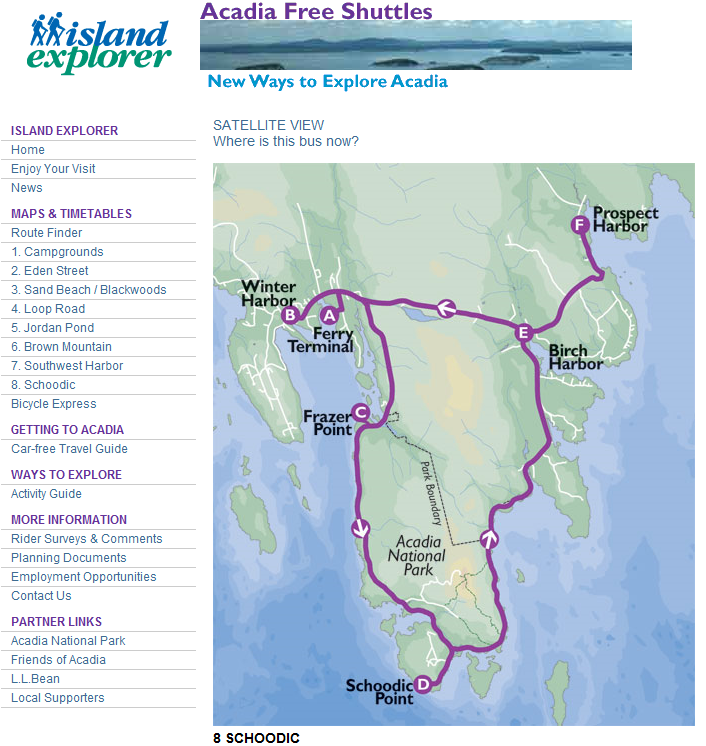 island
explorer
Acadia Free Shuttles
New Ways to Explore Acadia
ISLAND EXPLORER
Home
Enjoy Your Visit
News
MAPS & TIMETABLES
Route Finder
1. Campgrounds
2. Eden Street
3. Sand Beach / Blackwoods
4. Loop Road
5. Jordan Pond
6. Brown Mountain
7. Southwest Harbor
8. Schoodic
Bicycle Express
GETTING TO ACADIA
Car-free Travel Guide
WAYS TO EXPLORE
Activity Guide
MORE INFORMATION
Rider Surveys & Comments
Planning Documents
Employment Opportunities
Contact Us
PARTNER LINKS
Acadia National Park
Friends of Acadia
L.L.Bean
Local Supporters
SATELLITE VIEW
Where is this bus now?
F Prospect
Harbor
Winter
Harbor
B
A
Ferry
Terminal
E
Birch
Harbor
C
Frazer
Point
Park Boundary
Acadia
National
Park
Schoodic
Point
D
8 SCHOODIC